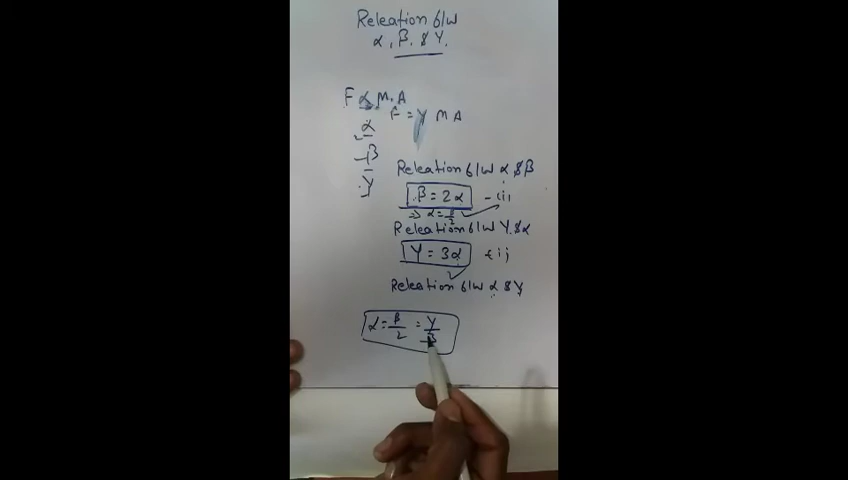 Releation b/w
α, β. & γ.
F α M.A
F = γ M A
α
β
γ
Releation b/w α & β
β = 2α - (i)
=> α = β/2
Releation b/w γ & α
γ = 3α - (ii)
Releation b/w α & γ
α = β/2 = γ/3